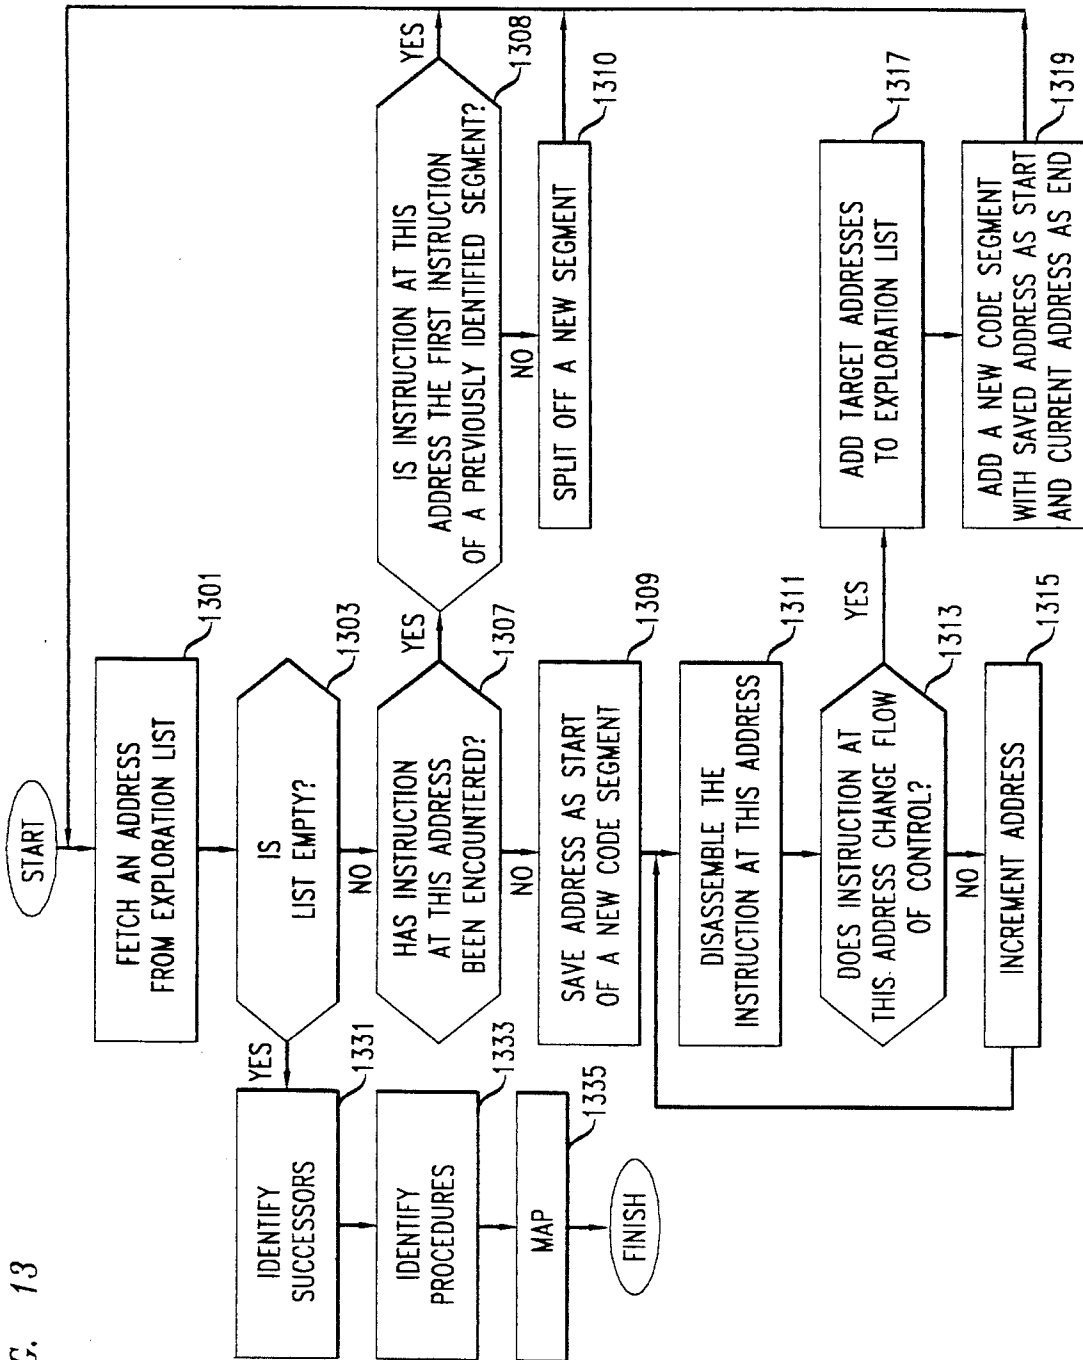 G. 13
START
FETCH AN ADDRESS
FROM EXPLORATION LIST
1301
IS
LIST EMPTY?
1303
YES
NO
HAS INSTRUCTION
AT THIS ADDRESS
BEEN ENCOUNTERED?
1307
YES
NO
IS INSTRUCTION AT THIS
ADDRESS THE FIRST INSTRUCTION
OF A PREVIOUSLY IDENTIFIED SEGMENT?
1308
YES
NO
SPLIT OFF A NEW SEGMENT
1310
SAVE ADDRESS AS START
OF A NEW CODE SEGMENT
1309
DISASSEMBLE THE
INSTRUCTION AT THIS ADDRESS
1311
DOES INSTRUCTION AT
THIS ADDRESS CHANGE FLOW
OF CONTROL?
1313
YES
NO
INCREMENT ADDRESS
1315
ADD TARGET ADDRESSES
TO EXPLORATION LIST
1317
ADD A NEW CODE SEGMENT
WITH SAVED ADDRESS AS START
AND CURRENT ADDRESS AS END
1319
IDENTIFY
SUCCESSORS
1331
IDENTIFY
PROCEDURES
1333
MAP
1335
FINISH